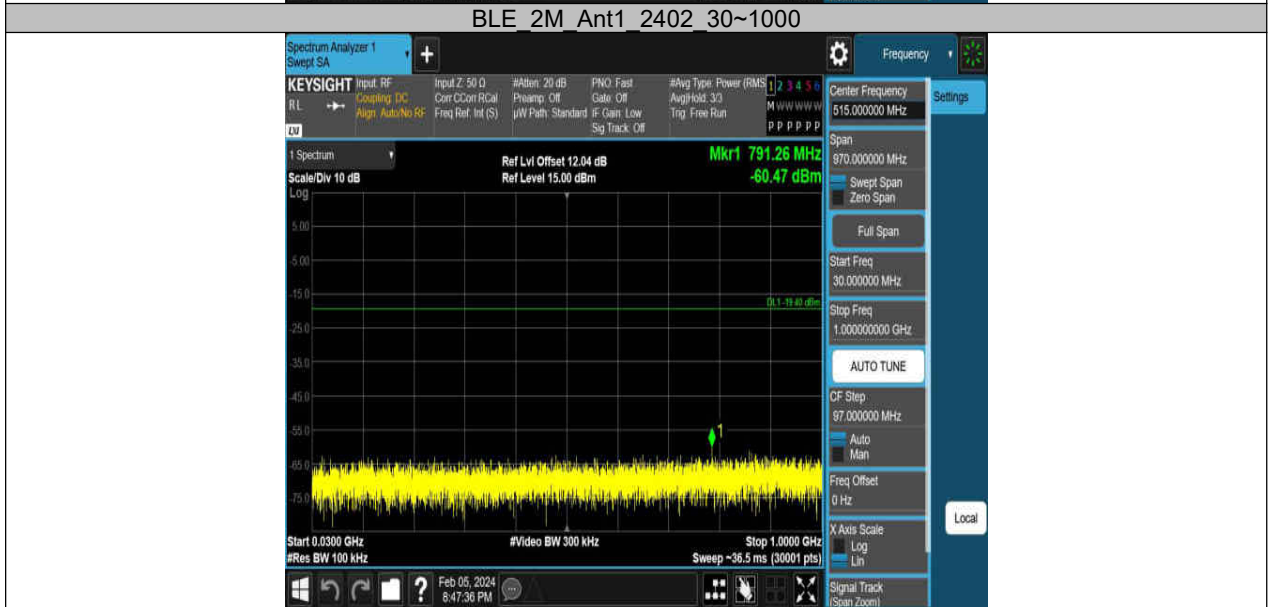 BLE_2M_Ant1_2402_30~1000
Spectrum Analyzer 1
Swept SA
+
Frequency
KEYSIGHT
RL
LXI
Input: RF
Coupling: DC
Align: Auto/No RF
Input Z: 50 Ω
Corr CCorr RCal
Freq Ref: Int (S)
#Atten: 20 dB
Preamp: Off
µW Path: Standard
PNO: Fast
Gate: Off
IF Gain: Low
Sig Track: Off
#Avg Type: Power (RMS
Avg|Hold: 3/3
Trig: Free Run
1 2 3 4 5 6
M W W W W W
P P P P P P
Center Frequency
515.000000 MHz
Settings
1 Spectrum
Scale/Div 10 dB
Log
Ref Lvl Offset 12.04 dB
Ref Level 15.00 dBm
Mkr1 791.26 MHz
-60.47 dBm
Span
970.000000 MHz
Swept Span
Zero Span
Full Span
Start Freq
30.000000 MHz
Stop Freq
1.000000000 GHz
AUTO TUNE
CF Step
97.000000 MHz
Auto
Man
Freq Offset
0 Hz
X Axis Scale
Log
Lin
Signal Track
(Span Zoom)
Local
5.00
-5.00
-15.0
DL1 -19.40 dBm
-25.0
-35.0
-45.0
-55.0
1
-65.0
-75.0
Start 0.0300 GHz
#Video BW 300 kHz
Stop 1.0000 GHz
#Res BW 100 kHz
Sweep ~36.5 ms (30001 pts)
?
Feb 05, 2024
8:47:36 PM